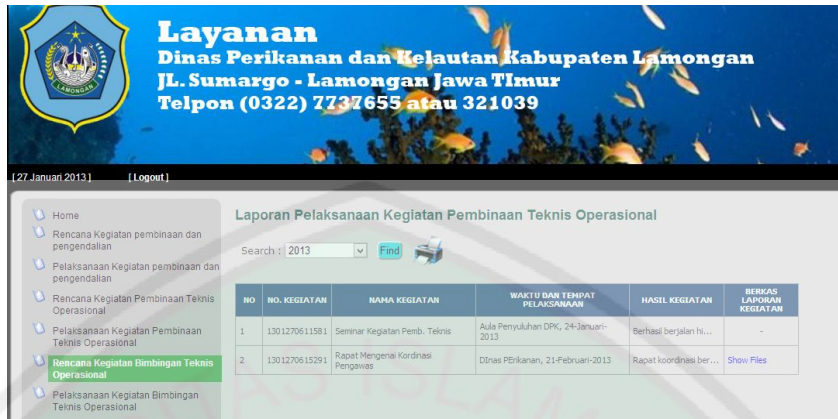 Layanan
Dinas Perikanan dan Kelautan Kabupaten Lamongan
JL. Sumargo - Lamongan Jawa TImur
Telpon (0322) 7737655 atau 321039
LAMONGAN
[ 27 Januari 2013 ] [ Logout ]
Home
Rencana Kegiatan pembinaan dan
pengendalian
Pelaksanaan Kegiatan pembinaan dan
pengendalian
Rencana Kegiatan Pembinaan Teknis
Operasional
Pelaksanaan Kegiatan Pembinaan
Teknis Operasional
Rencana Kegiatan Bimbingan Teknis
Operasional
Pelaksanaan Kegiatan Bimbingan
Teknis Operasional
Laporan Pelaksanaan Kegiatan Pembinaan Teknis Operasional
Search : 2013 Find
NO NO. KEGIATAN NAMA KEGIATAN WAKTU DAN TEMPAT PELAKSANAAN HASIL KEGIATAN BERKAS LAPORAN KEGIATAN
1 1301270611581 Seminar Kegiatan Pemb. Teknis Aula Penyuluhan DPK, 24-Januari-2013 Berhasil berjalan hi... -
2 1301270615291 Rapat Mengenai Kordinasi Pengawas DInas PErikanan, 21-Februari-2013 Rapat koordinasi ber... Show Files